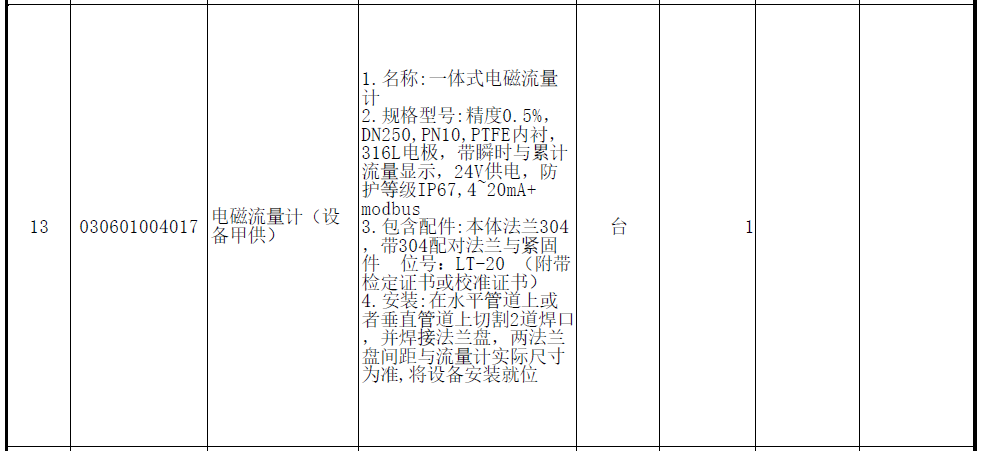 13
030601004017
电磁流量计（设
备甲供）
1.名称:一体式电磁流量
计
2.规格型号:精度0.5%，
DN250,PN10,PTFE内衬，
316L电极，带瞬时与累计
流量显示，24V供电，防
护等级IP67,4~20mA+
modbus
3.包含配件:本体法兰304
，带304配对法兰与紧固
件 位号：LT-20 （附带
检定证书或校准证书）
4.安装:在水平管道上或
者垂直管道上切割2道焊口
，并焊接法兰盘，两法兰
盘间距与流量计实际尺寸
为准,将设备安装就位
台
1